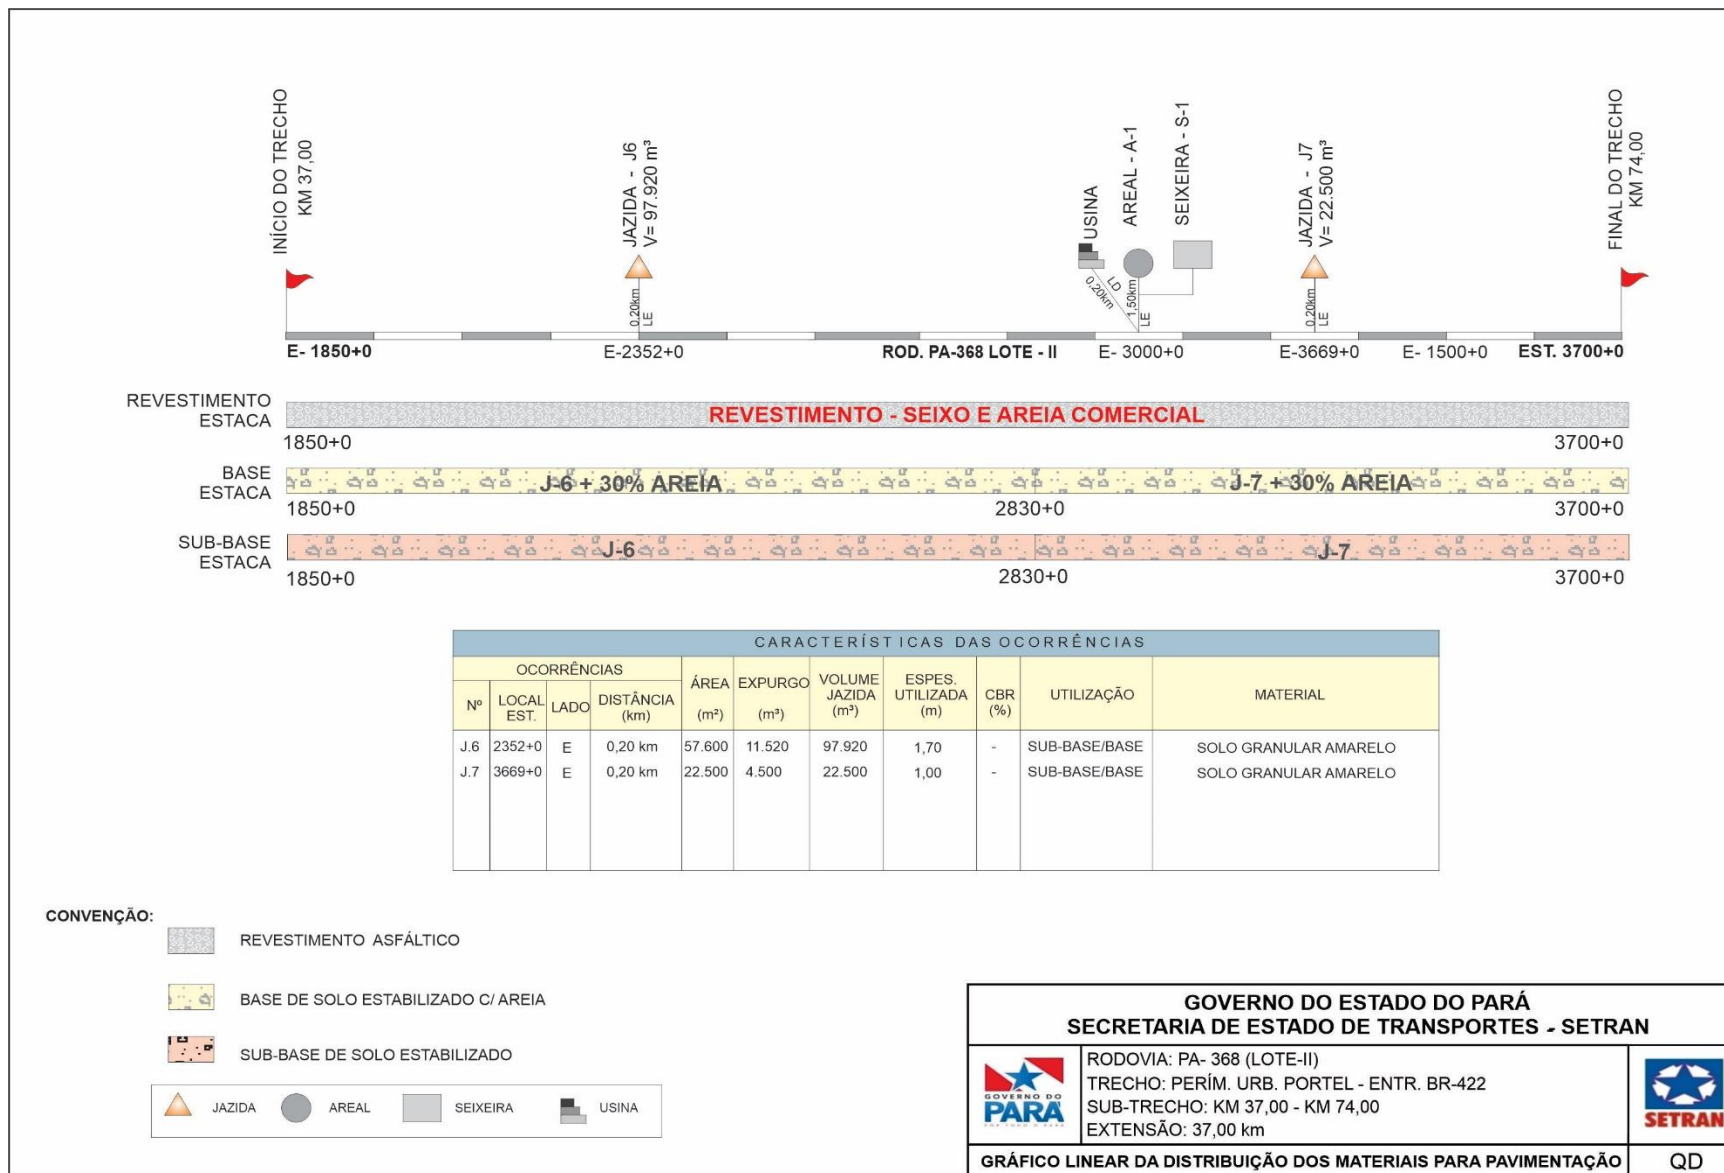 INÍCIO DO TRECHO
KM 37,00
JAZIDA - J6
V= 97.920 m³
USINA
AREAL - A-1
SEIXEIRA - S-1
JAZIDA - J7
V= 22.500 m³
FINAL DO TRECHO
KM 74,00
0,20km
LE
0,20km
LD
1,50km
LE
0,20km
LE
E- 1850+0
E-2352+0
ROD. PA-368 LOTE - II
E- 3000+0
E-3669+0
E- 1500+0
EST. 3700+0
REVESTIMENTO
ESTACA
REVESTIMENTO - SEIXO E AREIA COMERCIAL
1850+0
3700+0
BASE
ESTACA
J-6 + 30% AREIA
J-7 + 30% AREIA
1850+0
2830+0
3700+0
SUB-BASE
ESTACA
J-6
J-7
1850+0
2830+0
3700+0
CARACTERÍSTICAS DAS OCORRÊNCIAS
OCORRÊNCIAS
Nº
LOCAL
EST.
LADO
DISTÂNCIA
(km)
ÁREA
(m²)
EXPURGO
(m³)
VOLUME
JAZIDA
(m³)
ESPES.
UTILIZADA
(m)
CBR
(%)
UTILIZAÇÃO
MATERIAL
J.6 2352+0 E 0,20 km 57.600 11.520 97.920 1,70 - SUB-BASE/BASE SOLO GRANULAR AMARELO
J.7 3669+0 E 0,20 km 22.500 4.500 22.500 1,00 - SUB-BASE/BASE SOLO GRANULAR AMARELO
CONVENÇÃO:
REVESTIMENTO ASFÁLTICO
BASE DE SOLO ESTABILIZADO C/ AREIA
SUB-BASE DE SOLO ESTABILIZADO
JAZIDA
AREAL
SEIXEIRA
USINA
GOVERNO DO ESTADO DO PARÁ
SECRETARIA DE ESTADO DE TRANSPORTES - SETRAN
GOVERNO DO
PARÁ
POR TODO O PARÁ
RODOVIA: PA- 368 (LOTE-II)
TRECHO: PERÍM. URB. PORTEL - ENTR. BR-422
SUB-TRECHO: KM 37,00 - KM 74,00
EXTENSÃO: 37,00 km
SETRAN
GRÁFICO LINEAR DA DISTRIBUIÇÃO DOS MATERIAIS PARA PAVIMENTAÇÃO
QD